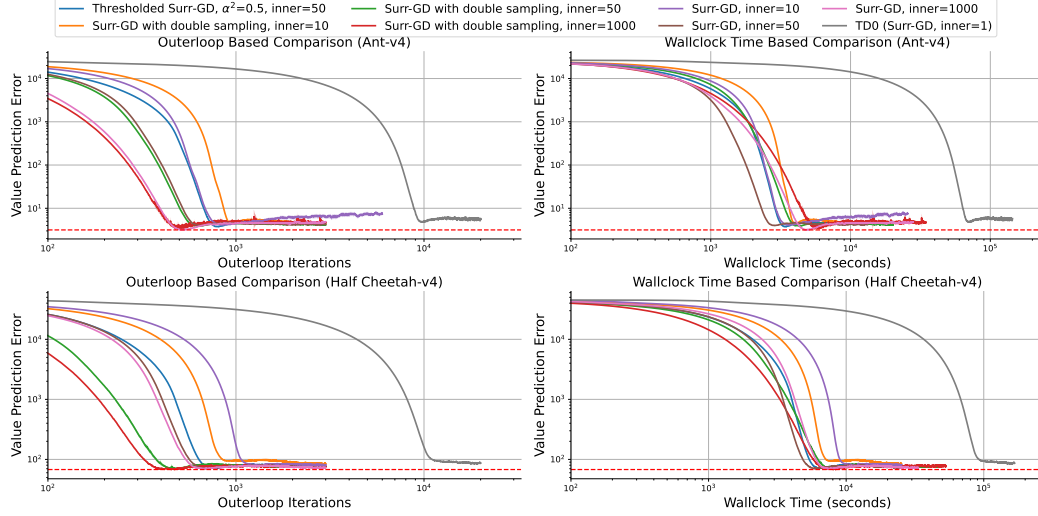 Thresholded Surr-GD, α²=0.5, inner=50
Surr-GD with double sampling, inner=10
Surr-GD with double sampling, inner=50
Surr-GD with double sampling, inner=1000
Surr-GD, inner=10
Surr-GD, inner=50
Surr-GD, inner=1000
TD0 (Surr-GD, inner=1)
Outerloop Based Comparison (Ant-v4)
Value Prediction Error
10⁴
10³
10²
10¹
10² 10³ 10⁴
Outerloop Iterations
Wallclock Time Based Comparison (Ant-v4)
Value Prediction Error
10⁴
10³
10²
10¹
10² 10³ 10⁴ 10⁵
Wallclock Time (seconds)
Outerloop Based Comparison (Half Cheetah-v4)
Value Prediction Error
10⁴
10³
10²
10² 10³ 10⁴
Outerloop Iterations
Wallclock Time Based Comparison (Half Cheetah-v4)
Value Prediction Error
10⁴
10³
10²
10² 10³ 10⁴ 10⁵
Wallclock Time (seconds)